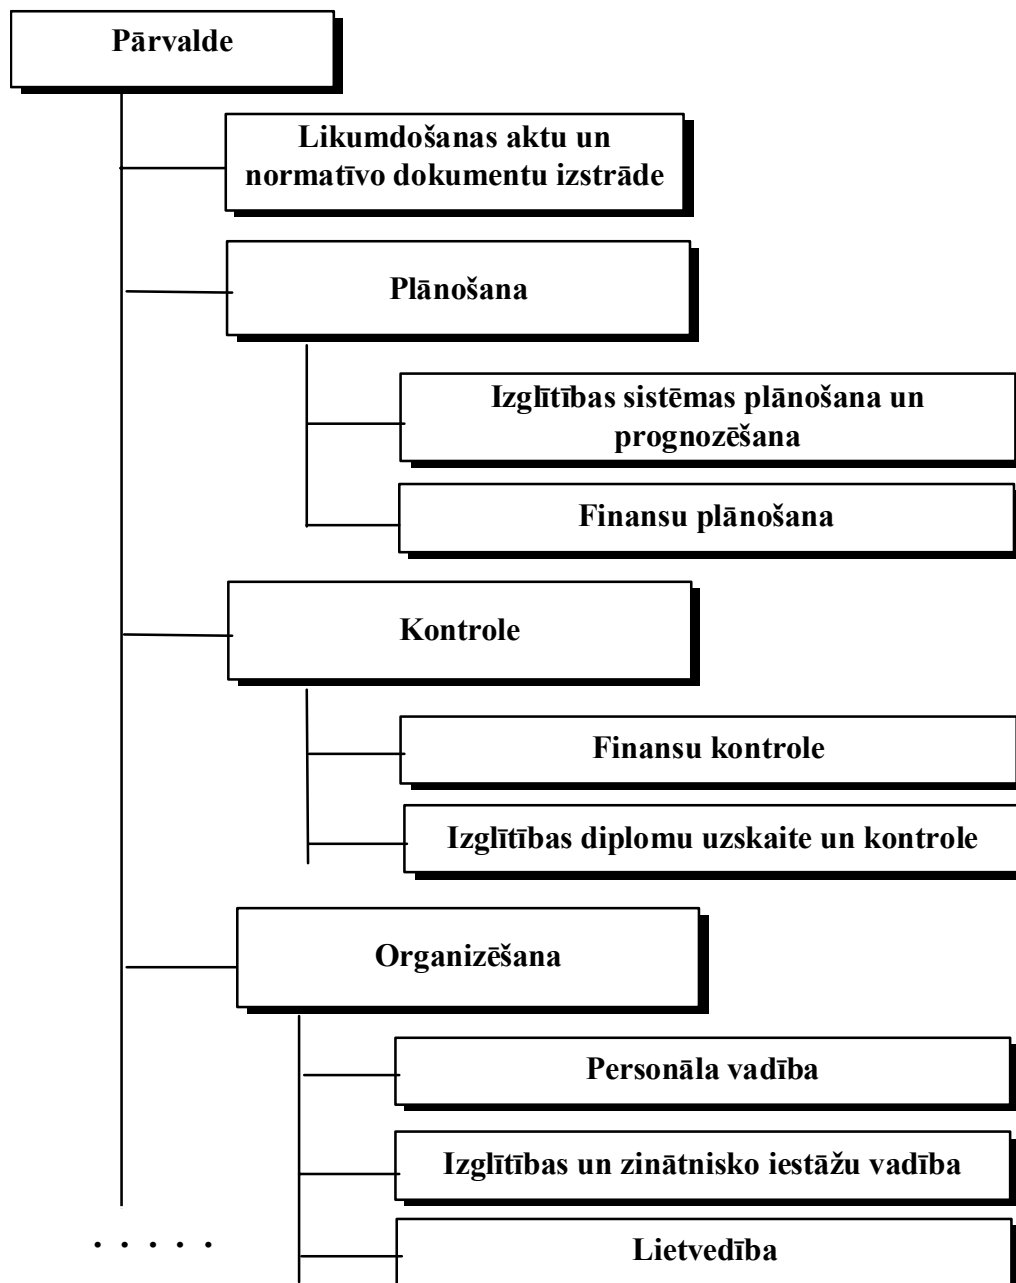 Pārvalde
Likumdošanas aktu un
normatīvo dokumentu izstrāde
Plānošana
Izglītības sistēmas plānošana un
prognozēšana
Finansu plānošana
Kontrole
Finansu kontrole
Izglītības diplomu uzskaite un kontrole
Organizēšana
Personāla vadība
Izglītības un zinātnisko iestāžu vadība
Lietvedība
. . . . .